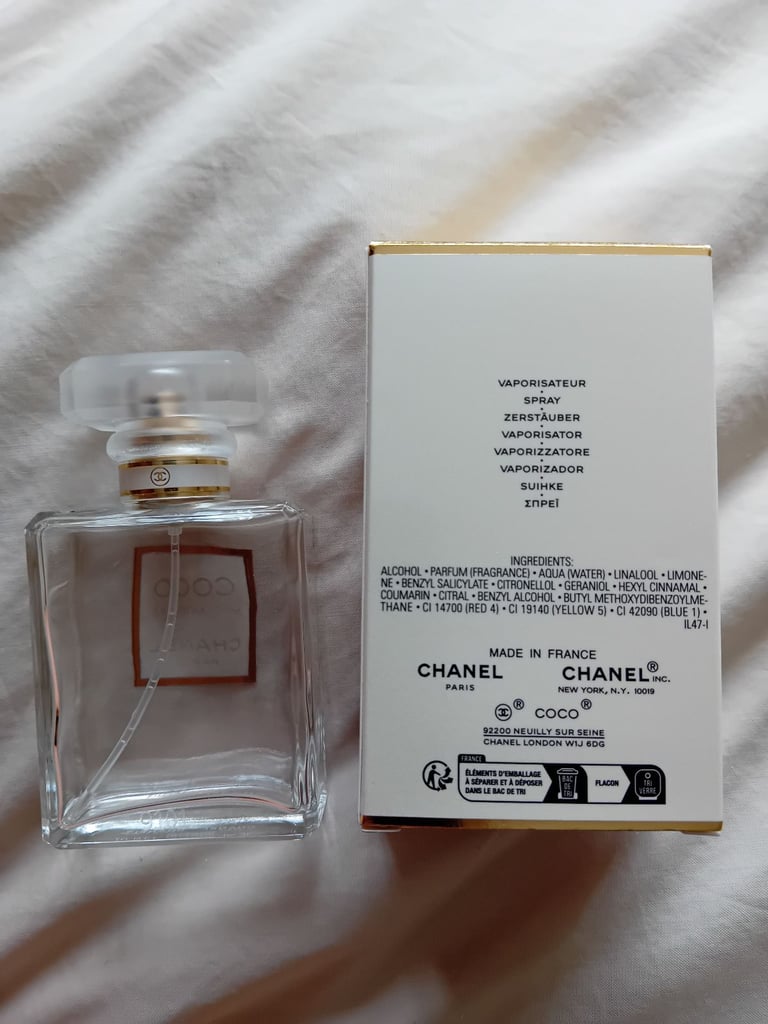 COCO
CHANEL
PARIS
VAPORISATEUR
SPRAY
ZERSTÄUBER
VAPORISATOR
VAPORIZZATORE
VAPORIZADOR
SUIHKE
ΣΠΡΕΪ
INGREDIENTS:
ALCOHOL • PARFUM (FRAGRANCE) • AQUA (WATER) • LINALOOL • LIMONE-
NE • BENZYL SALICYLATE • CITRONELLOL • GERANIOL • HEXYL CINNAMAL •
COUMARIN • CITRAL • BENZYL ALCOHOL • BUTYL METHOXYDIBENZOYLME-
THANE • CI 14700 (RED 4) • CI 19140 (YELLOW 5) • CI 42090 (BLUE 1) •
IL47-I
MADE IN FRANCE
CHANEL CHANEL® INC.
PARIS NEW YORK, N.Y. 10019
® COCO®
92200 NEUILLY SUR SEINE
CHANEL LONDON W1J 6DG
FRANCE
ÉLÉMENTS D'EMBALLAGE
À SÉPARER ET À DÉPOSER
DANS LE BAC DE TRI
BAC
DE
TRI
FLACON
TRI
VERRE